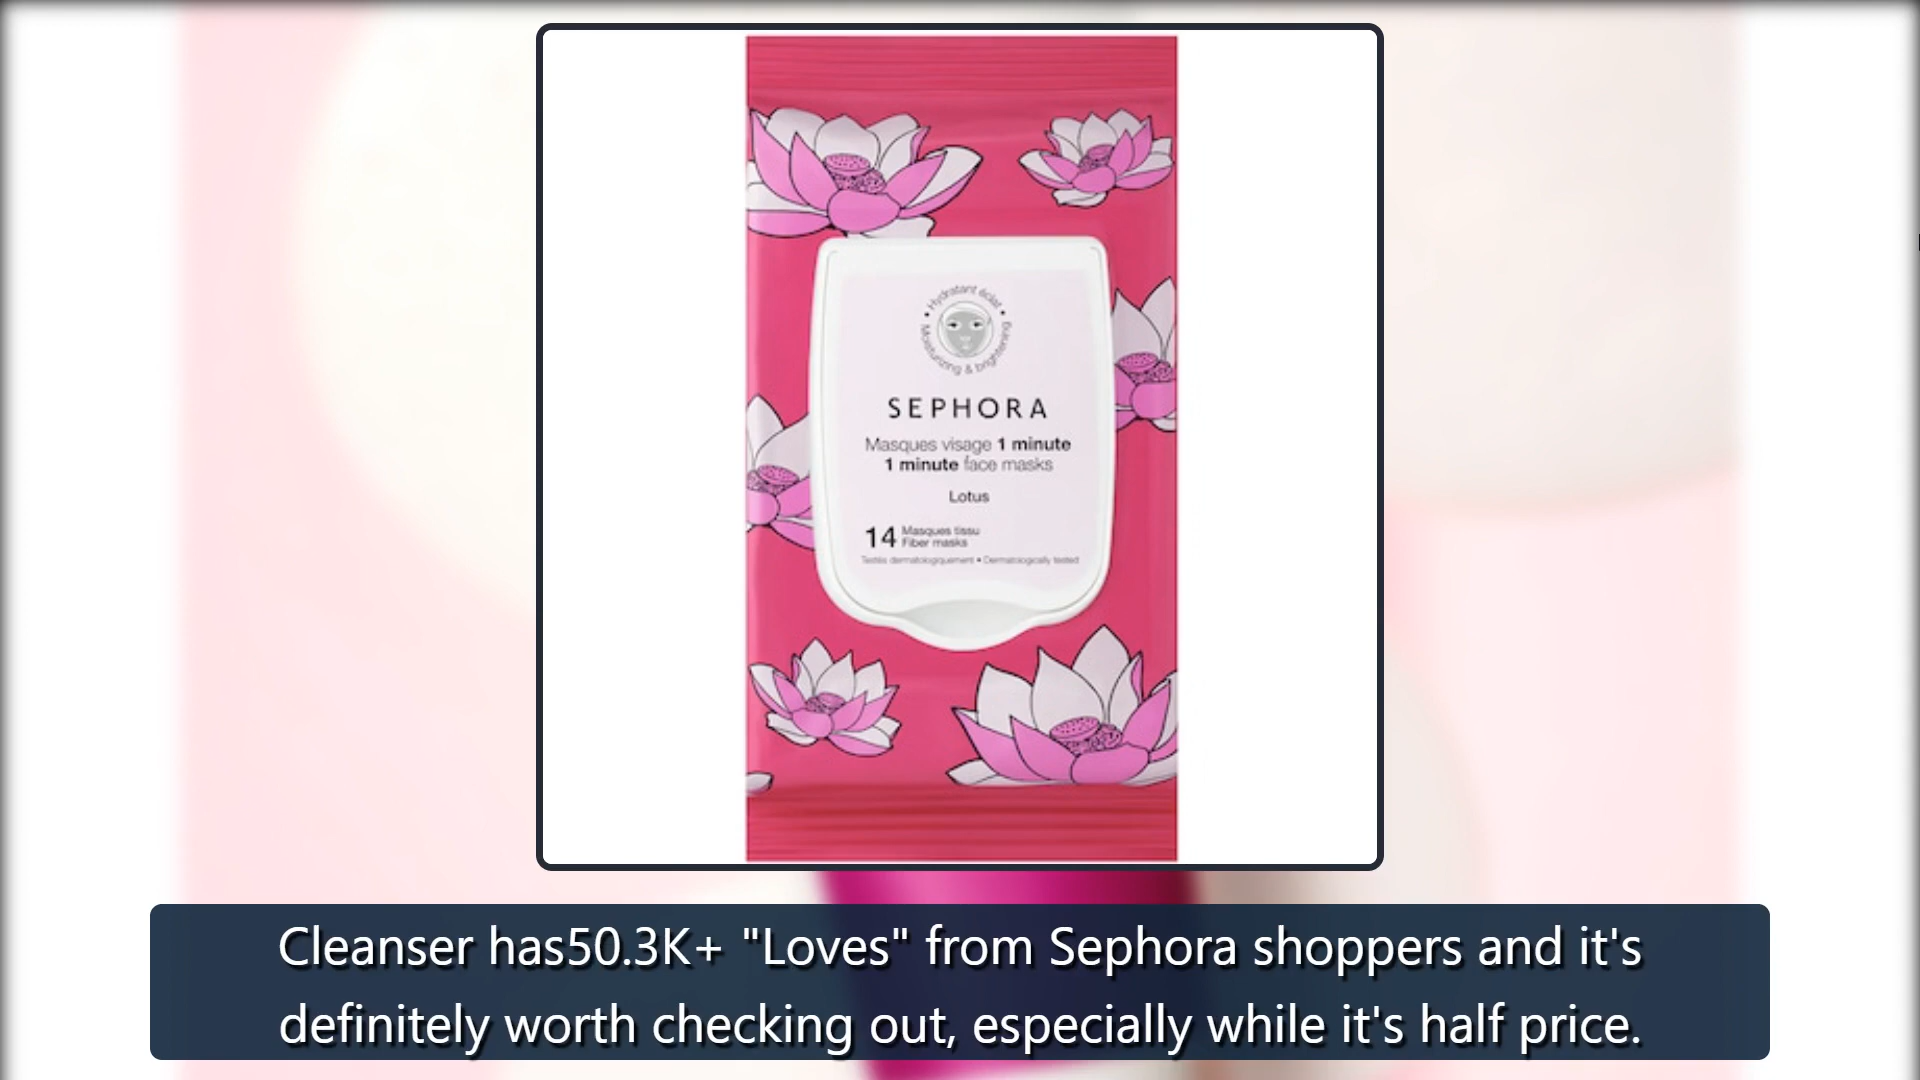 Hydratant éclat
Moisturizing & brightening
SEPHORA
Masques visage 1 minute
1 minute face masks
Lotus
14 Masques tissu
Fiber masks
Testés dermatologiquement • Dermatologically tested
Cleanser has50.3K+ "Loves" from Sephora shoppers and it's
definitely worth checking out, especially while it's half price.